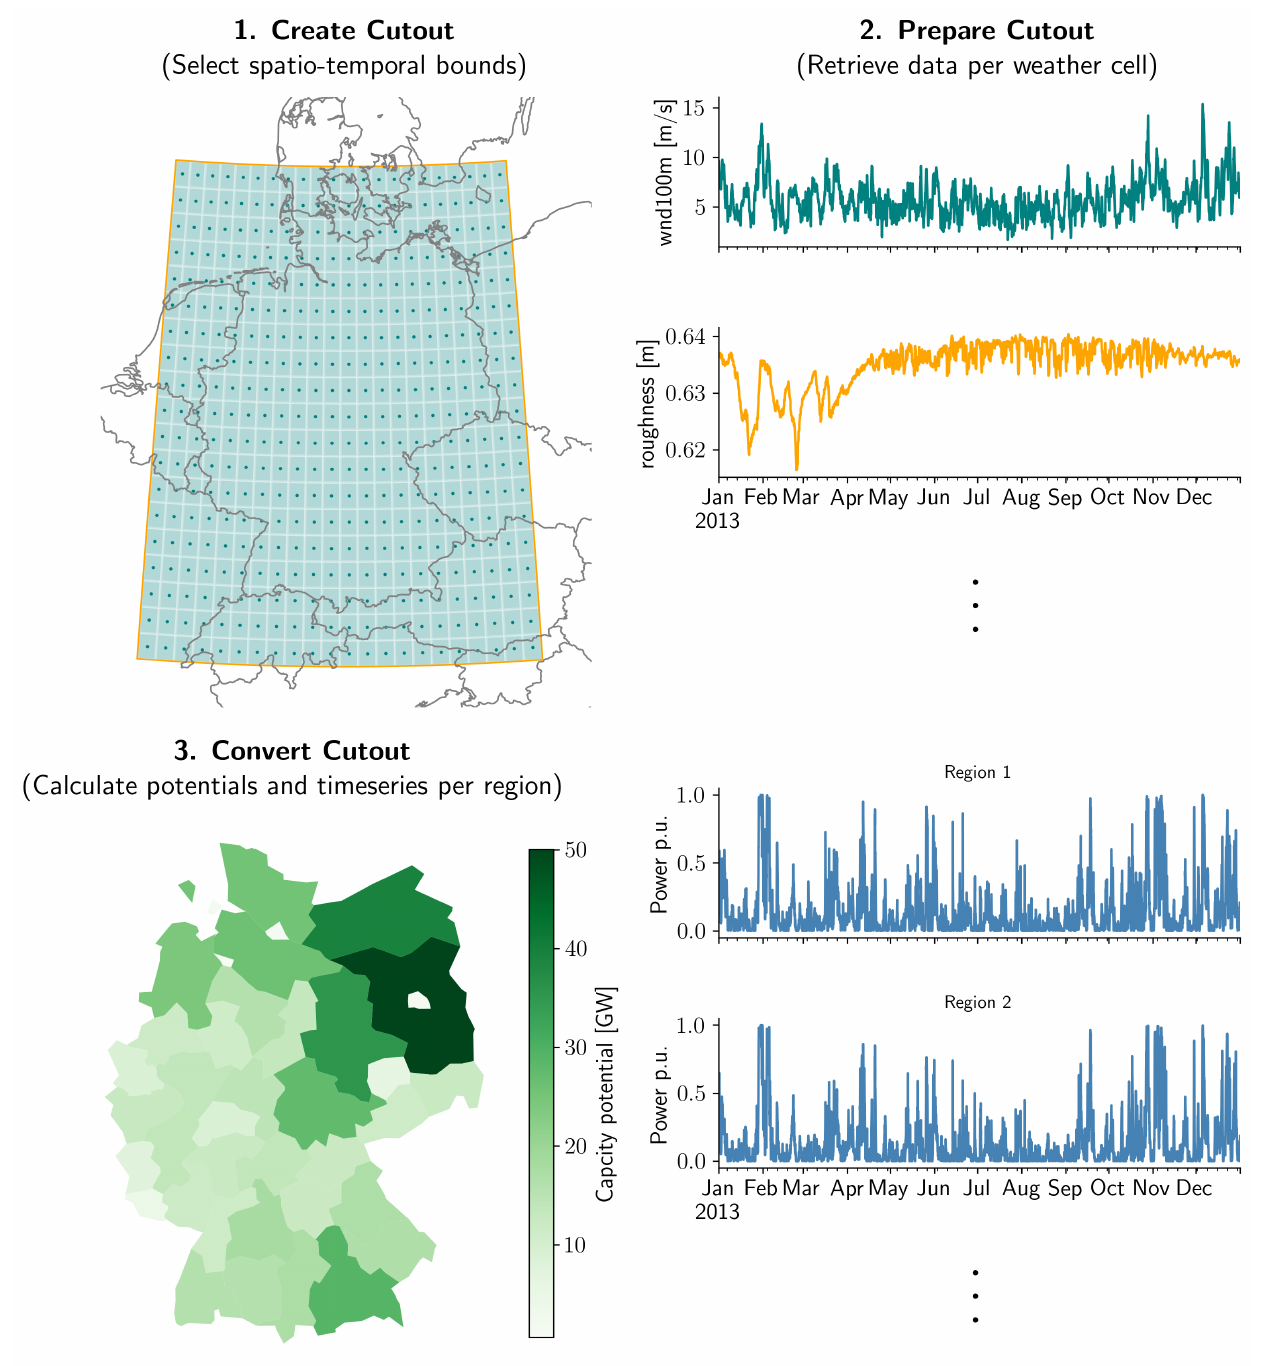 1. Create Cutout
(Select spatio-temporal bounds)
2. Prepare Cutout
(Retrieve data per weather cell)
wnd100m [m/s]
15
10
5
roughness [m]
0.64
0.63
0.62
Jan Feb Mar Apr May Jun Jul Aug Sep Oct Nov Dec
2013
3. Convert Cutout
(Calculate potentials and timeseries per region)
50
40
30
20
10
Capcity potential [GW]
Region 1
Power p.u.
1.0
0.5
0.0
Region 2
Power p.u.
1.0
0.5
0.0
Jan Feb Mar Apr May Jun Jul Aug Sep Oct Nov Dec
2013